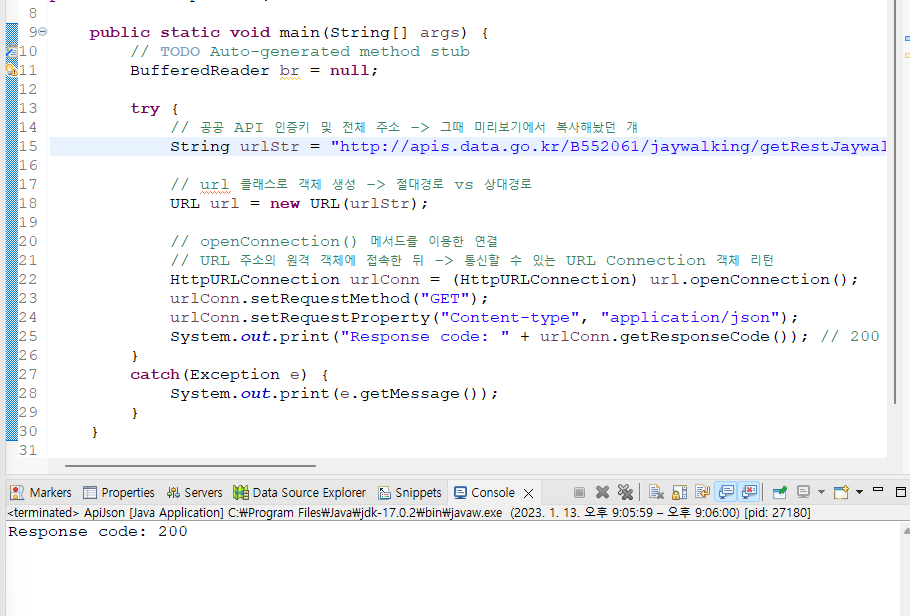 8
9 public static void main(String[] args) {
10 // TODO Auto-generated method stub
11 BufferedReader br = null;
12
13 try {
14 // 공공 API 인증키 및 전체 주소 -> 그때 미리보기에서 복사해놨던 걔
15 String urlStr = "http://apis.data.go.kr/B552061/jaywalking/getRestJaywal
16
17 // url 클래스로 객체 생성 -> 절대경로 vs 상대경로
18 URL url = new URL(urlStr);
19
20 // openConnection() 메서드를 이용한 연결
21 // URL 주소의 원격 객체에 접속한 뒤 -> 통신할 수 있는 URL Connection 객체 리턴
22 HttpURLConnection urlConn = (HttpURLConnection) url.openConnection();
23 urlConn.setRequestMethod("GET");
24 urlConn.setRequestProperty("Content-type", "application/json");
25 System.out.print("Response code: " + urlConn.getResponseCode()); // 200
26 }
27 catch(Exception e) {
28 System.out.print(e.getMessage());
29 }
30 }
31
Markers Properties Servers Data Source Explorer Snippets Console
<terminated> ApiJson [Java Application] C:₩Program Files₩Java₩jdk-17.0.2₩bin₩javaw.exe (2023. 1. 13. 오후 9:05:59 – 오후 9:06:00) [pid: 27180]
Response code: 200